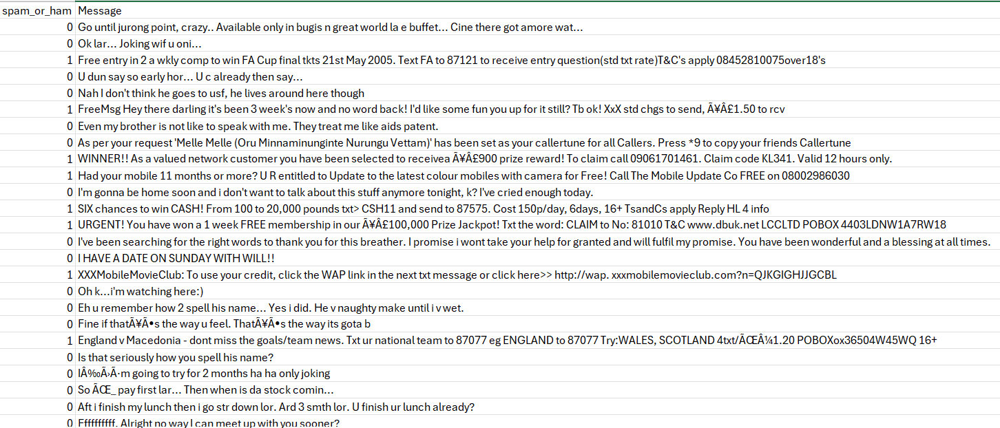 spam_or_ham Message
0 Go until jurong point, crazy.. Available only in bugis n great world la e buffet... Cine there got amore wat...
0 Ok lar... Joking wif u oni...
1 Free entry in 2 a wkly comp to win FA Cup final tkts 21st May 2005. Text FA to 87121 to receive entry question(std txt rate)T&C's apply 08452810075over18's
0 U dun say so early hor... U c already then say...
0 Nah I don't think he goes to usf, he lives around here though
1 FreeMsg Hey there darling it's been 3 week's now and no word back! I'd like some fun you up for it still? Tb ok! XxX std chgs to send, Ã¥Â£1.50 to rcv
0 Even my brother is not like to speak with me. They treat me like aids patent.
0 As per your request 'Melle Melle (Oru Minnaminunginte Nurungu Vettam)' has been set as your callertune for all Callers. Press *9 to copy your friends Callertune
1 WINNER!! As a valued network customer you have been selected to receivea Ã¥Â£900 prize reward! To claim call 09061701461. Claim code KL341. Valid 12 hours only.
1 Had your mobile 11 months or more? U R entitled to Update to the latest colour mobiles with camera for Free! Call The Mobile Update Co FREE on 08002986030
0 I'm gonna be home soon and i don't want to talk about this stuff anymore tonight, k? I've cried enough today.
1 SIX chances to win CASH! From 100 to 20,000 pounds txt> CSH11 and send to 87575. Cost 150p/day, 6days, 16+ TsandCs apply Reply HL 4 info
1 URGENT! You have won a 1 week FREE membership in our Ã¥Â£100,000 Prize Jackpot! Txt the word: CLAIM to No: 81010 T&C www.dbuk.net LCCLTD POBOX 4403LDNW1A7RW18
0 I've been searching for the right words to thank you for this breather. I promise i wont take your help for granted and will fulfil my promise. You have been wonderful and a blessing at all times.
0 I HAVE A DATE ON SUNDAY WITH WILL!!
1 XXXMobileMovieClub: To use your credit, click the WAP link in the next txt message or click here>> http://wap. xxxmobilemovieclub.com?n=QJKGIGHJJGCBL
0 Oh k...i'm watching here:)
0 Eh u remember how 2 spell his name... Yes i did. He v naughty make until i v wet.
0 Fine if thatÃ¥Ã•s the way u feel. ThatÃ¥Ã•s the way its gota b
1 England v Macedonia - dont miss the goals/team news. Txt ur national team to 87077 eg ENGLAND to 87077 Try:WALES, SCOTLAND 4txt/ÃŒÂ¼1.20 POBOXox36504W45WQ 16+
0 Is that seriously how you spell his name?
0 IÂ‰Ã›Ã·m going to try for 2 months ha ha only joking
0 So ÃŒ_ pay first lar... Then when is da stock comin...
0 Aft i finish my lunch then i go str down lor. Ard 3 smth lor. U finish ur lunch already?
0 Ffffffffff. Alright no way I can meet up with you sooner?